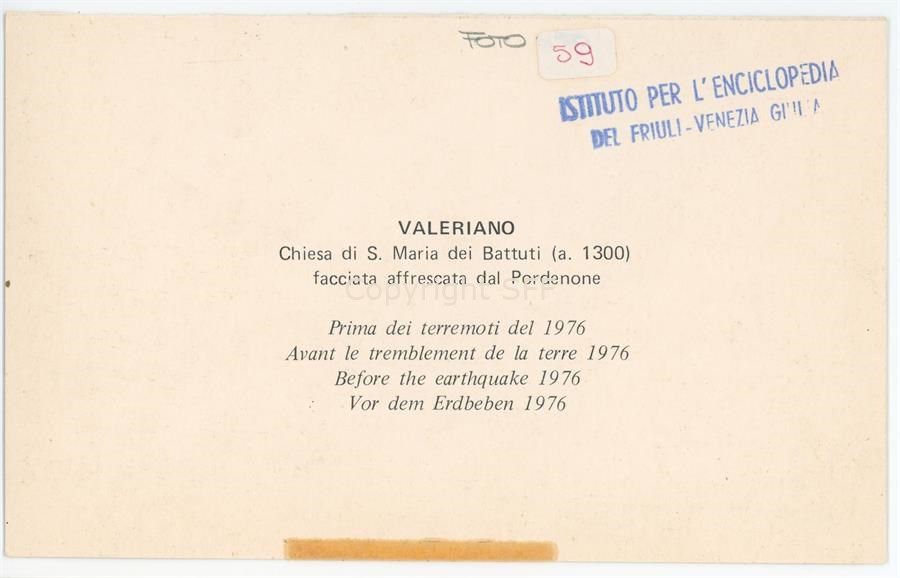 FOTO
59
ISTITUTO PER L'ENCICLOPEDIA
DEL FRIULI-VENEZIA
VALERIANO
Chiesa di S. Maria dei Battuti (a. 1300)
facciata affrescata dal Pordenone
Copyright SFF
Prima dei terremoti del 1976
Avant le tremblement de la terre 1976
Before the earthquake 1976
Vor dem Erdbeben 1976